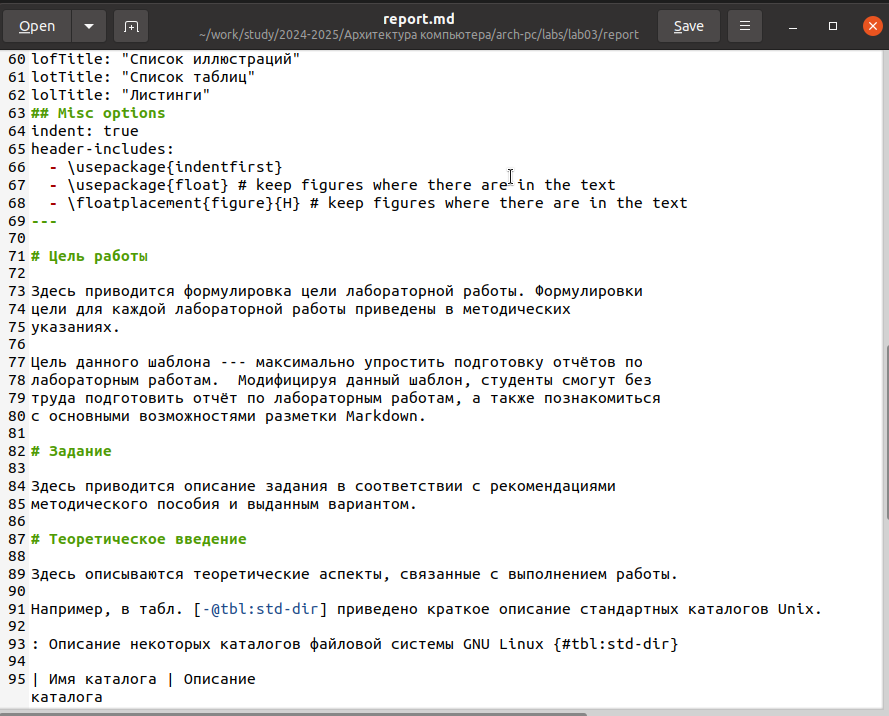 Open
report.md
~/work/study/2024-2025/Архитектура компьютера/arch-pc/labs/lab03/report
Save
60 lofTitle: "Список иллюстраций"
61 lotTitle: "Список таблиц"
62 lolTitle: "Листинги"
63 ## Misc options
64 indent: true
65 header-includes:
66   - \usepackage{indentfirst}
67   - \usepackage{float} # keep figures where there are in the text
68   - \floatplacement{figure}{H} # keep figures where there are in the text
69 ---
70
71 # Цель работы
72
73 Здесь приводится формулировка цели лабораторной работы. Формулировки
74 цели для каждой лабораторной работы приведены в методических
75 указаниях.
76
77 Цель данного шаблона --- максимально упростить подготовку отчётов по
78 лабораторным работам.  Модифицируя данный шаблон, студенты смогут без
79 труда подготовить отчёт по лабораторным работам, а также познакомиться
80 с основными возможностями разметки Markdown.
81
82 # Задание
83
84 Здесь приводится описание задания в соответствии с рекомендациями
85 методического пособия и выданным вариантом.
86
87 # Теоретическое введение
88
89 Здесь описываются теоретические аспекты, связанные с выполнением работы.
90
91 Например, в табл. [-@tbl:std-dir] приведено краткое описание стандартных каталогов Unix.
92
93 : Описание некоторых каталогов файловой системы GNU Linux {#tbl:std-dir}
94
95 | Имя каталога | Описание
каталога